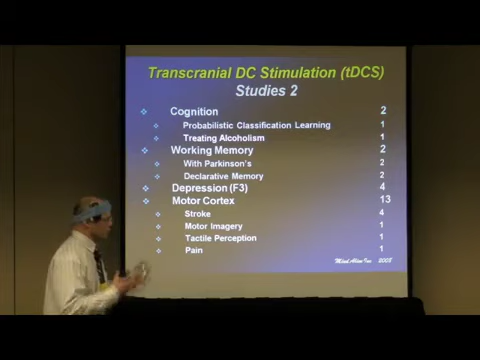 Transcranial DC Stimulation (tDCS)
Studies 2
Cognition 2
Probabilistic Classification Learning 1
Treating Alcoholism 1
Working Memory 2
With Parkinson's 2
Declarative Memory 2
Depression (F3) 4
Motor Cortex 13
Stroke 4
Motor Imagery 1
Tactile Perception 1
Pain 1
Mind Alive Inc 2008